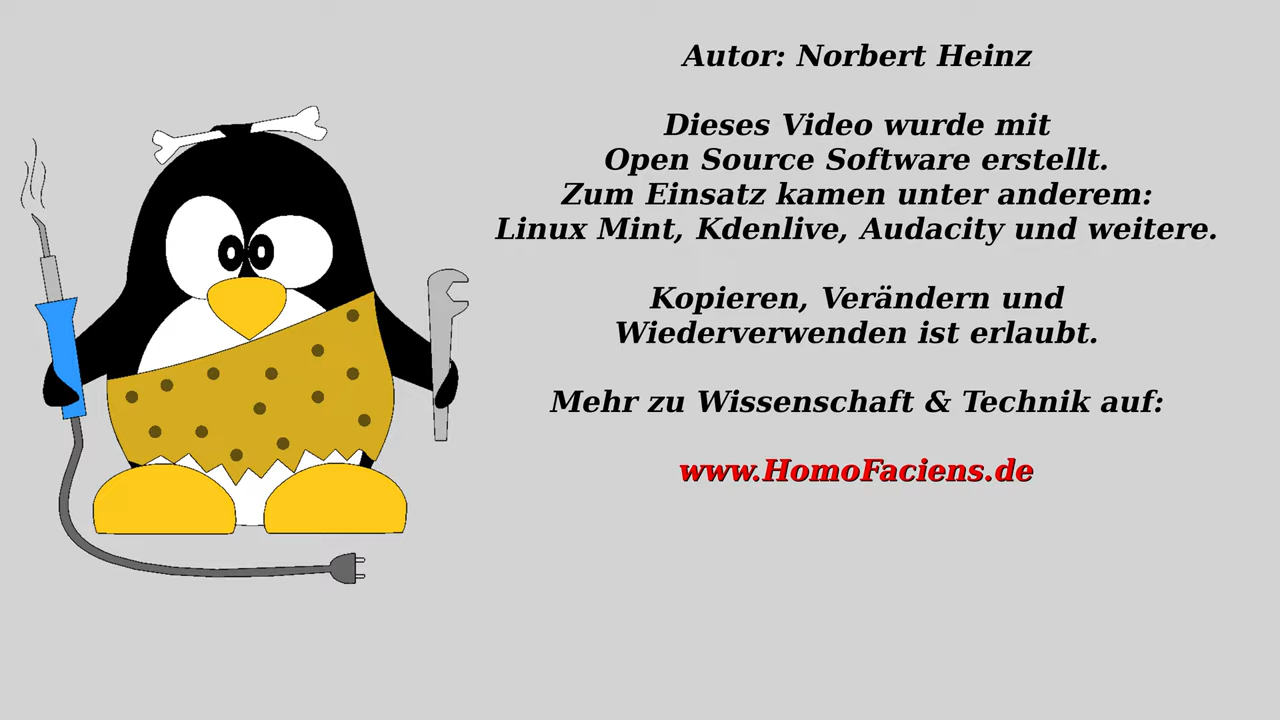 Autor: Norbert Heinz
Dieses Video wurde mit
Open Source Software erstellt.
Zum Einsatz kamen unter anderem:
Linux Mint, Kdenlive, Audacity und weitere.
Kopieren, Verändern und
Wiederverwenden ist erlaubt.
Mehr zu Wissenschaft & Technik auf:
www.HomoFaciens.de